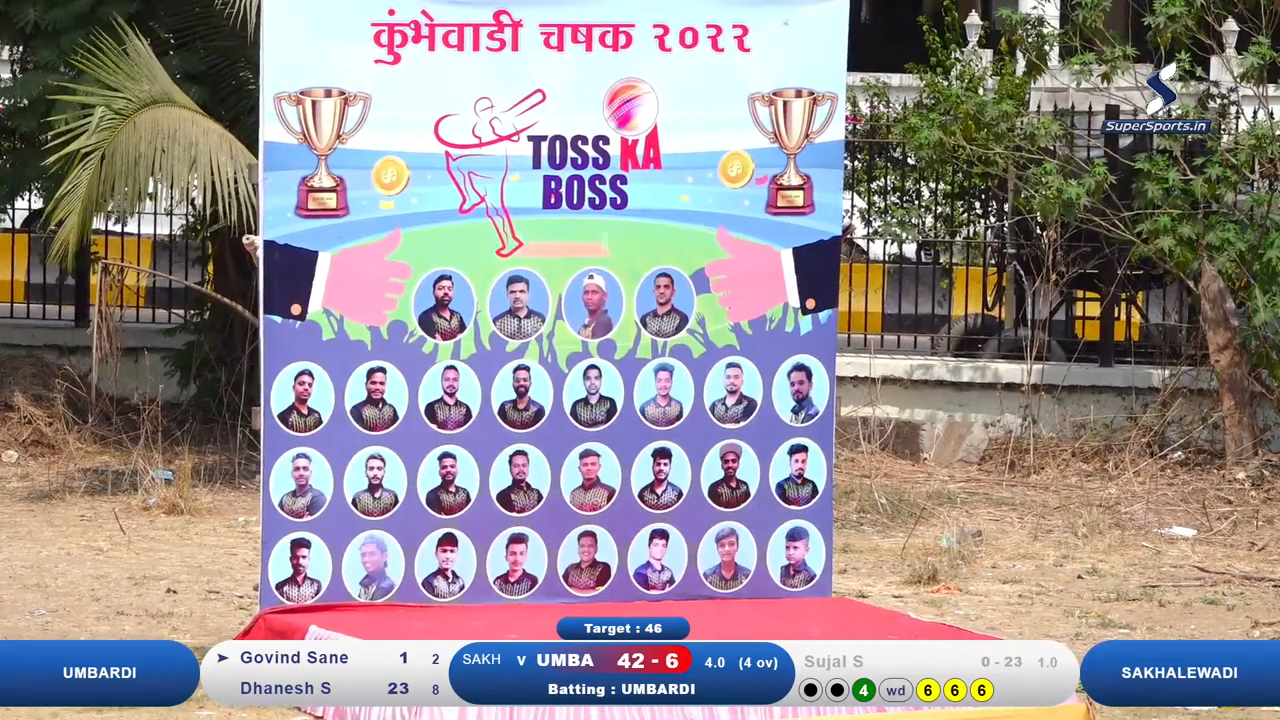 कुंभेवाडी चषक २०२२
SuperSports.in
TOSS KA
BOSS
Target : 46
UMBARDI
Govind Sane 1 2
Dhanesh S 23 8
SAKH v UMBA 42 - 6 4.0 (4 ov)
Batting : UMBARDI
Sujal S 0 - 23 1.0
4 wd 6 6 6
SAKHALEWADI